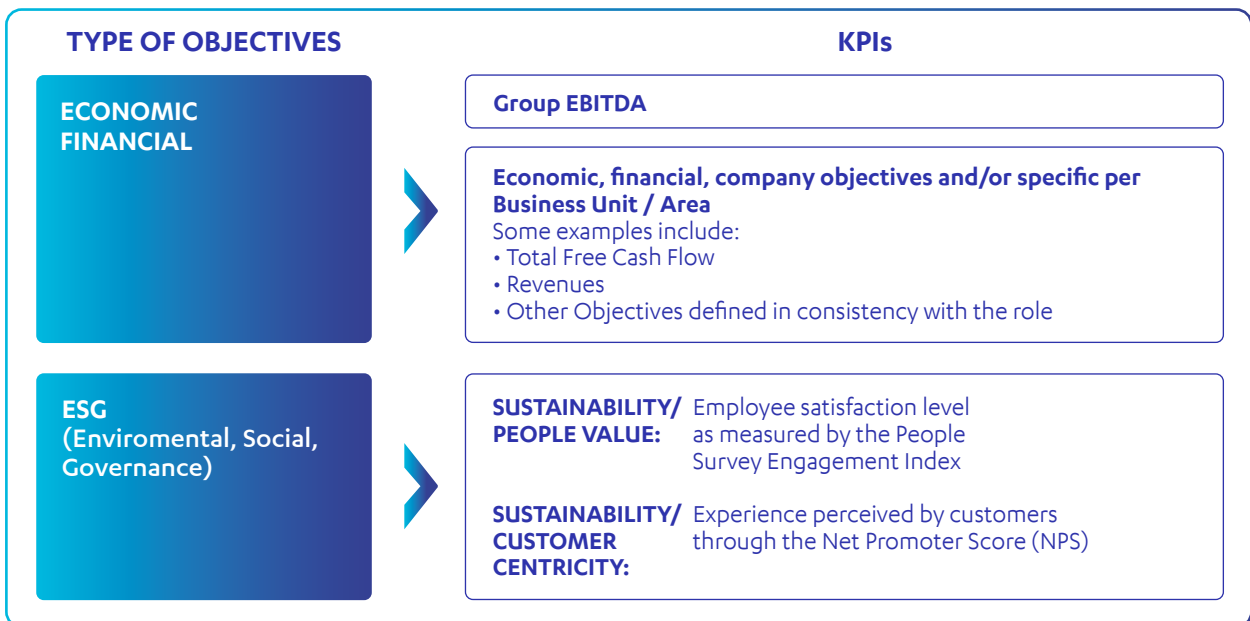 TYPE OF OBJECTIVES
KPIs
ECONOMIC
FINANCIAL
Group EBITDA
Economic, financial, company objectives and/or specific per
Business Unit / Area
Some examples include:
• Total Free Cash Flow
• Revenues
• Other Objectives defined in consistency with the role
ESG
(Enviromental, Social,
Governance)
SUSTAINABILITY/ Employee satisfaction level
PEOPLE VALUE: as measured by the People
Survey Engagement Index
SUSTAINABILITY/ Experience perceived by customers
CUSTOMER through the Net Promoter Score (NPS)
CENTRICITY: